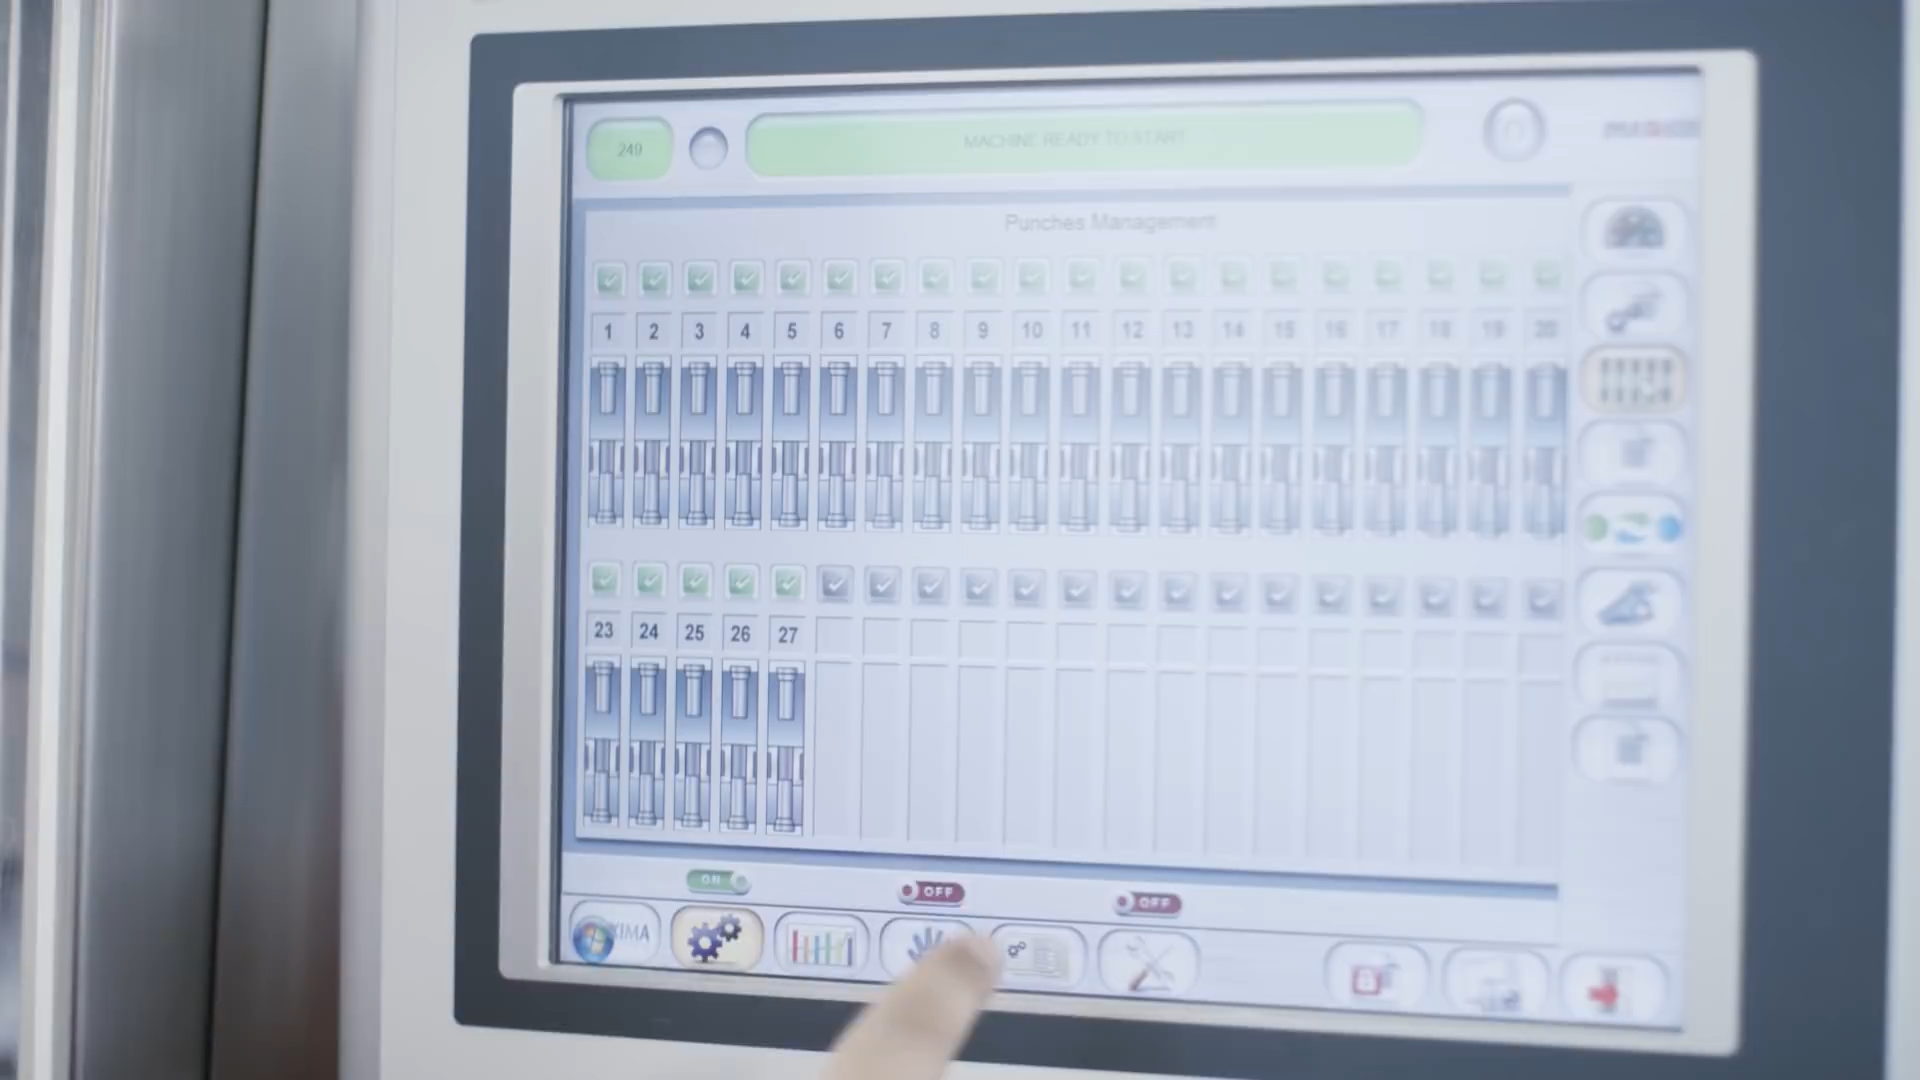 249
MACHINE READY TO START
Punches Management
1 2 3 4 5 6 7 8 9 10 11 12 13 14 15 16 17 18 19 20
23 24 25 26 27
ON OFF OFF
XIMA